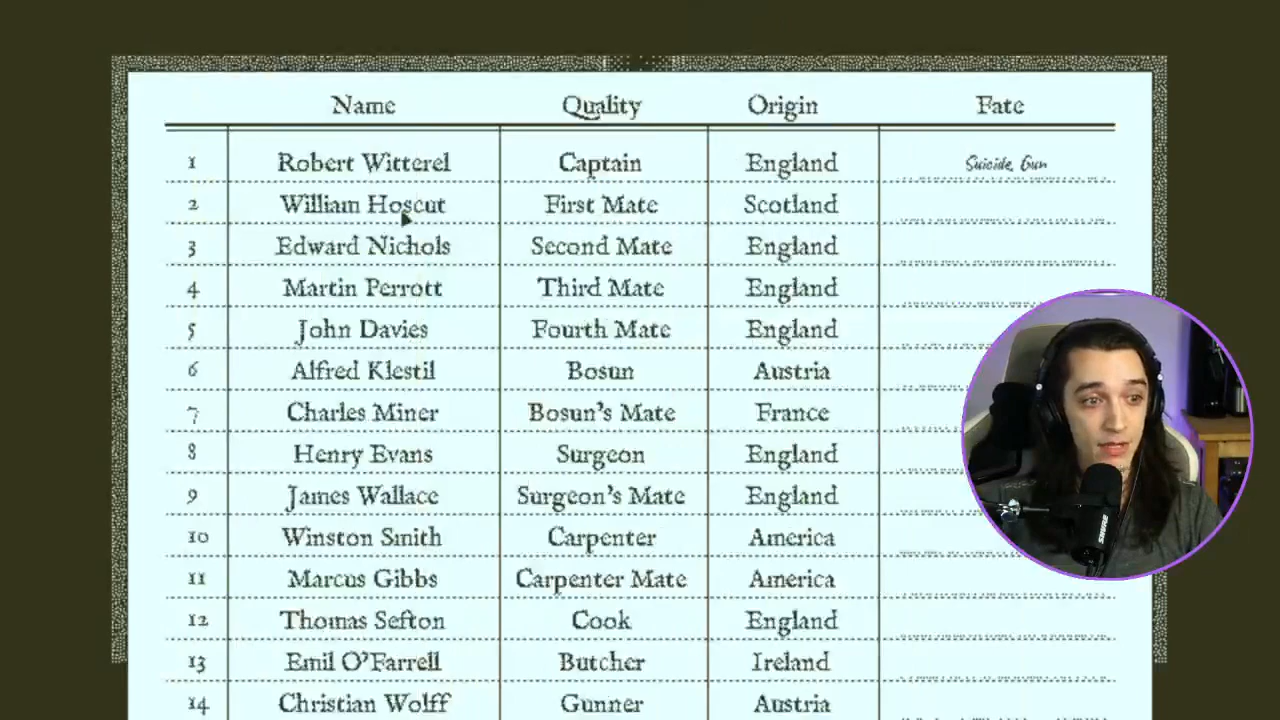 Name Quality Origin Fate
1 Robert Witterel Captain England Suicide, Gun
2 William Hoscut First Mate Scotland
3 Edward Nichols Second Mate England
4 Martin Perrott Third Mate England
5 John Davies Fourth Mate England
6 Alfred Klestil Bosun Austria
7 Charles Miner Bosun's Mate France
8 Henry Evans Surgeon England
9 James Wallace Surgeon's Mate England
10 Winston Smith Carpenter America
11 Marcus Gibbs Carpenter Mate America
12 Thomas Sefton Cook England
13 Emil O'Farrell Butcher Ireland
14 Christian Wolff Gunner Austria
SHURE